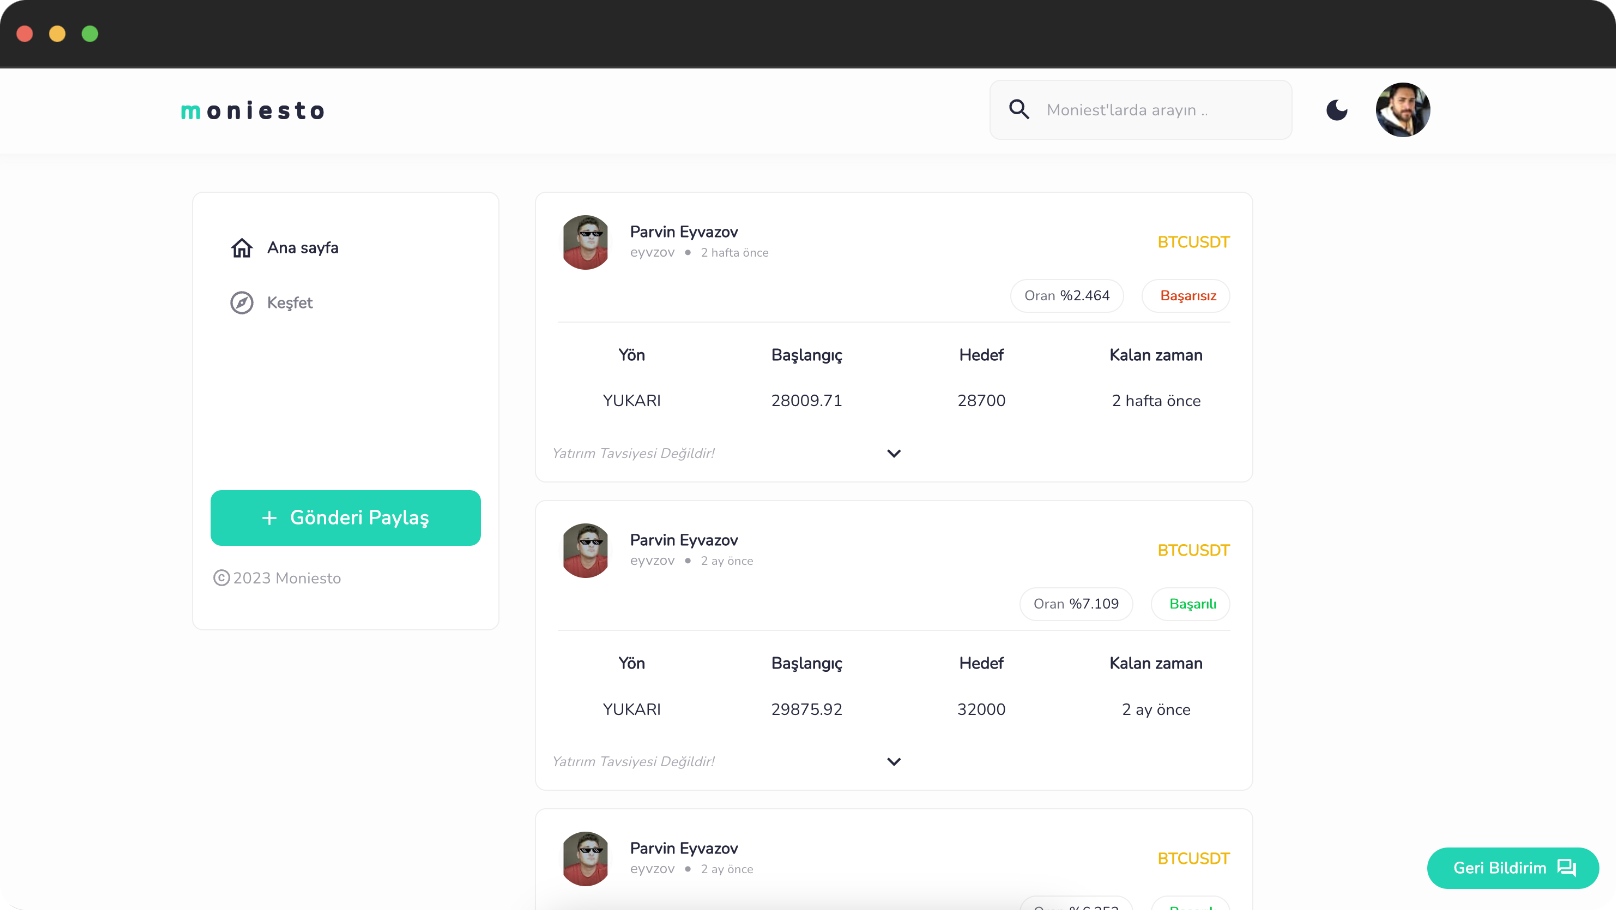 moniesto
Moniest'larda arayın ..
Ana sayfa
Keşfet
+ Gönderi Paylaş
© 2023 Moniesto
Parvin Eyvazov
eyvzov • 2 hafta önce
BTCUSDT
Oran %2.464
Başarısız
Yön Başlangıç Hedef Kalan zaman
YUKARI 28009.71 28700 2 hafta önce
Yatırım Tavsiyesi Değildir!
Parvin Eyvazov
eyvzov • 2 ay önce
BTCUSDT
Oran %7.109
Başarılı
Yön Başlangıç Hedef Kalan zaman
YUKARI 29875.92 32000 2 ay önce
Yatırım Tavsiyesi Değildir!
Parvin Eyvazov
eyvzov • 2 ay önce
BTCUSDT
Geri Bildirim